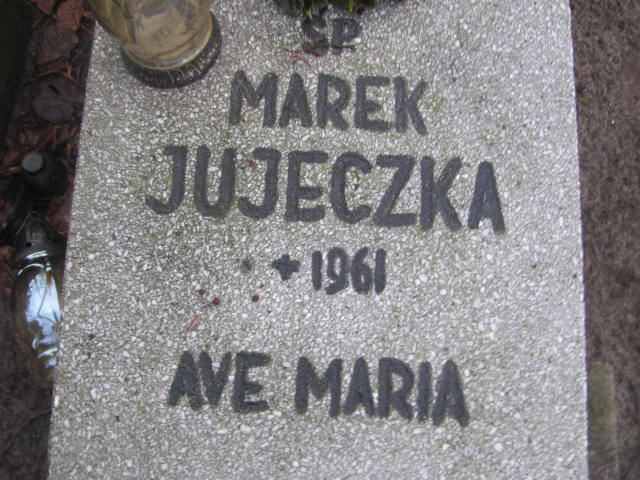 ŚP
MAREK
JUJECZKA
+ 1961
AVE MARIA